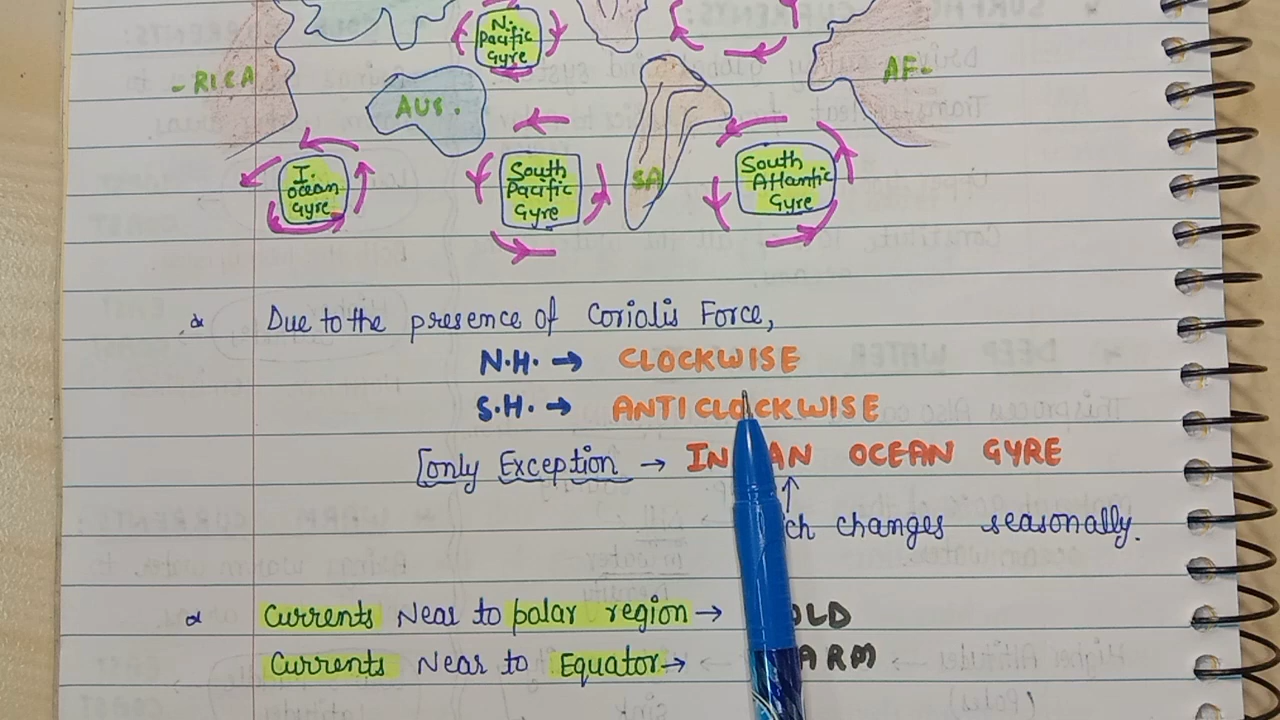 N.
Pacific
Gyre
-RICA
AUS.
AF-
I.
ocean
Gyre
South
Pacific
Gyre
SA
South
Atlantic
Gyre
Due to the presence of Coriolis Force,
N.H. → CLOCKWISE
S.H. → ANTICLOCKWISE
[only Exception → IN AN OCEAN GYRE
ch changes seasonally.
Currents Near to polar region → OLD
Currents Near to Equator → ARM